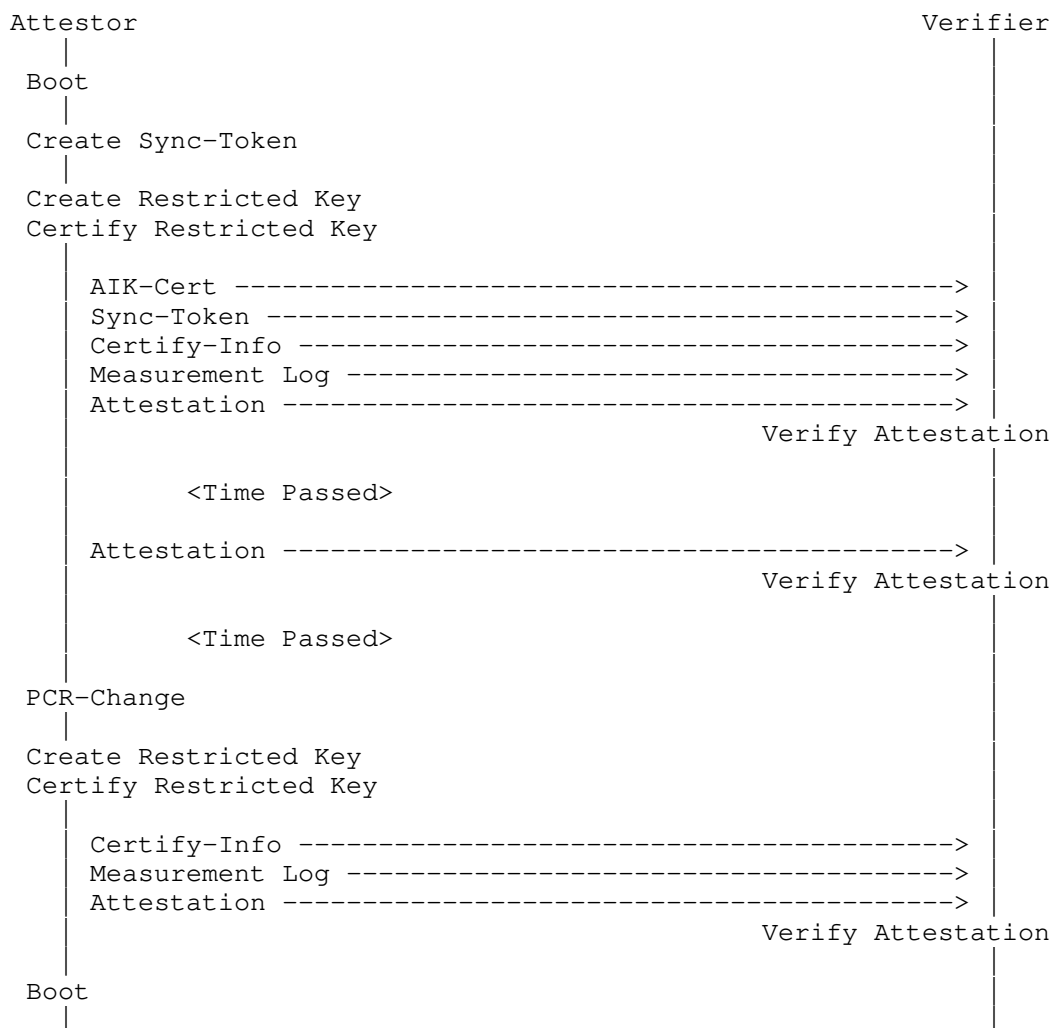 Attestor Verifier
Boot
Create Sync-Token
Create Restricted Key
Certify Restricted Key
AIK-Cert --------------------------------------------->
Sync-Token ------------------------------------------->
Certify-Info ----------------------------------------->
Measurement Log -------------------------------------->
Attestation ------------------------------------------>
Verify Attestation
<Time Passed>
Attestation ------------------------------------------>
Verify Attestation
<Time Passed>
PCR-Change
Create Restricted Key
Certify Restricted Key
Certify-Info ----------------------------------------->
Measurement Log -------------------------------------->
Attestation ------------------------------------------>
Verify Attestation
Boot